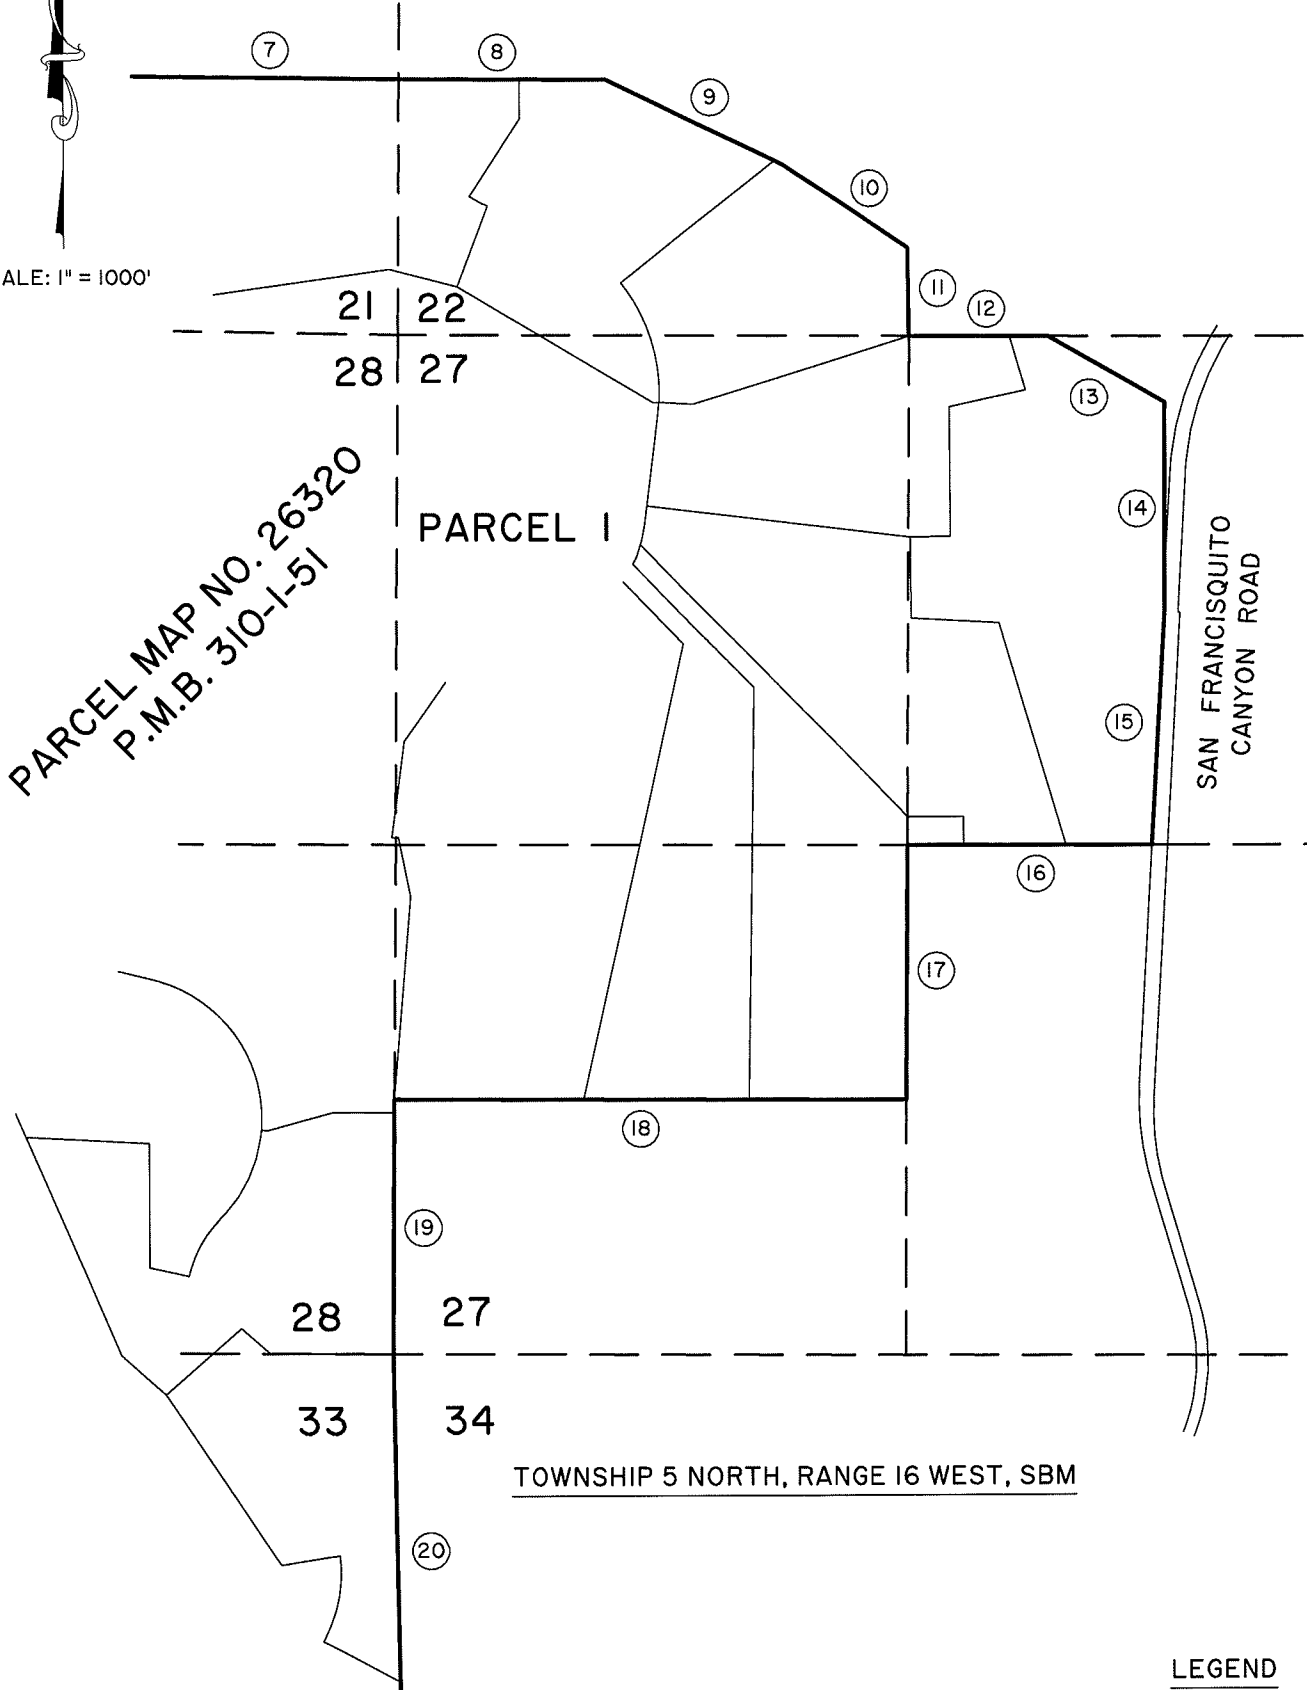 7
8
9
10
ALE: 1" = 1000'
11
12
21 22
28 27
13
PARCEL MAP NO. 26320
P.M.B. 310-1-51
PARCEL 1
14
SAN FRANCISQUITO
CANYON ROAD
15
16
17
18
19
28 27
33 34
TOWNSHIP 5 NORTH, RANGE 16 WEST, SBM
20
LEGEND